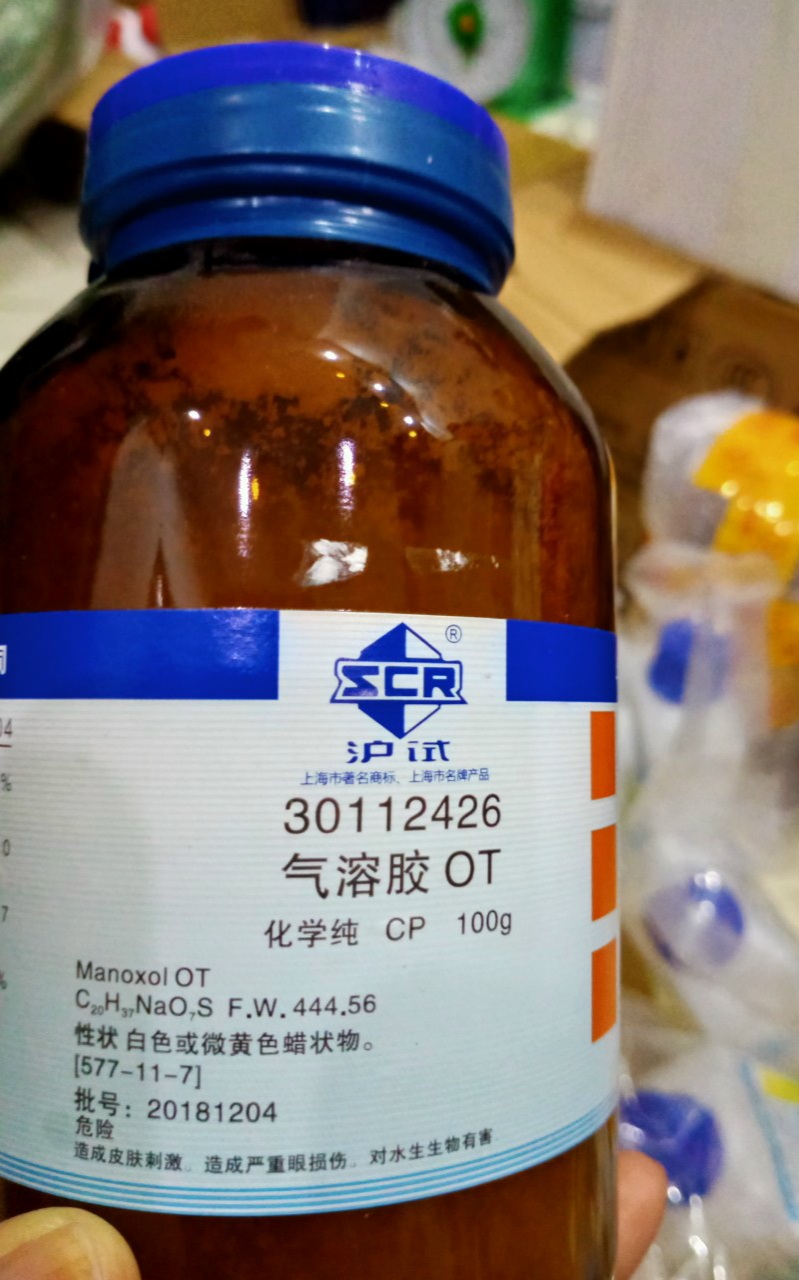 SCR®
沪试
上海市著名商标、上海市名牌产品
30112426
气溶胶 OT
化学纯 CP 100g
Manoxol OT
C₂₀H₃₇NaO₇S F.W. 444.56
性状 白色或微黄色蜡状物。
[577-11-7]
批号：20181204
危险
造成皮肤刺激。造成严重眼损伤。对水生生物有害
04
%
0
7
%